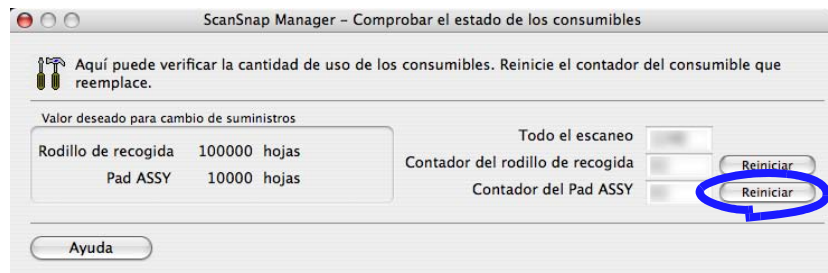 ScanSnap Manager – Comprobar el estado de los consumibles
Aquí puede verificar la cantidad de uso de los consumibles. Reinicie el contador del consumible que
reemplace.
Valor deseado para cambio de suministros
Rodillo de recogida 100000 hojas
Pad ASSY 10000 hojas
Todo el escaneo
Contador del rodillo de recogida Reiniciar
Contador del Pad ASSY Reiniciar
Ayuda